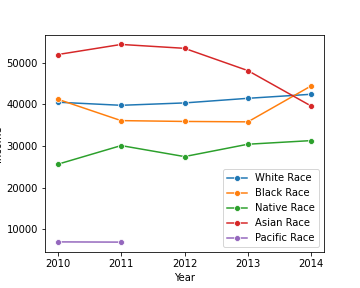 50000
40000
30000
20000
10000
2010 2011 2012 2013 2014
Year
White Race
Black Race
Native Race
Asian Race
Pacific Race